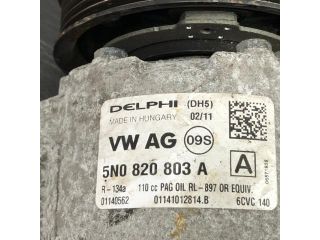 DELPHI (DH5)
MADE IN HUNGARY 02/11
VW AG 09S
5N0 820 803 A A
R-134a 110 cc PAG OIL RL-897 OR EQUIV.
01140562 01141012814.B 6CVC 140